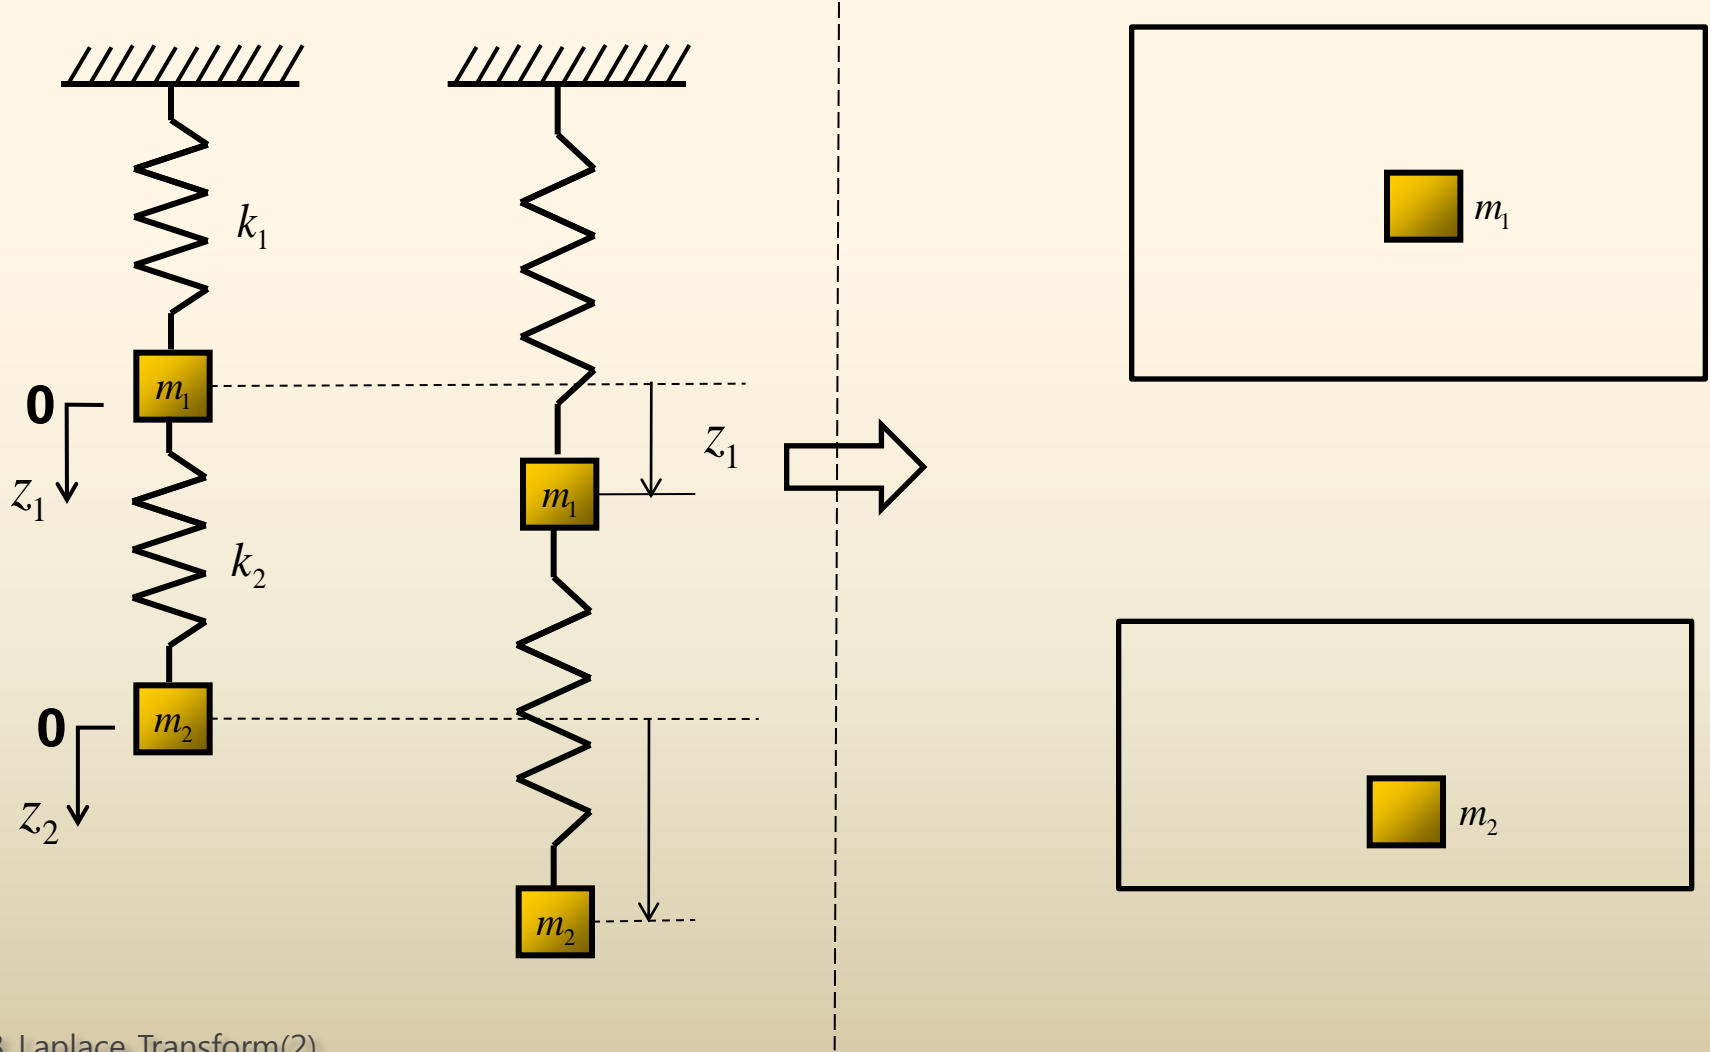 k₁
m₁
0
z₁
k₂
m₂
0
z₂
z₁
m₁
m₂
m₁
m₂
Laplace Transform(2)